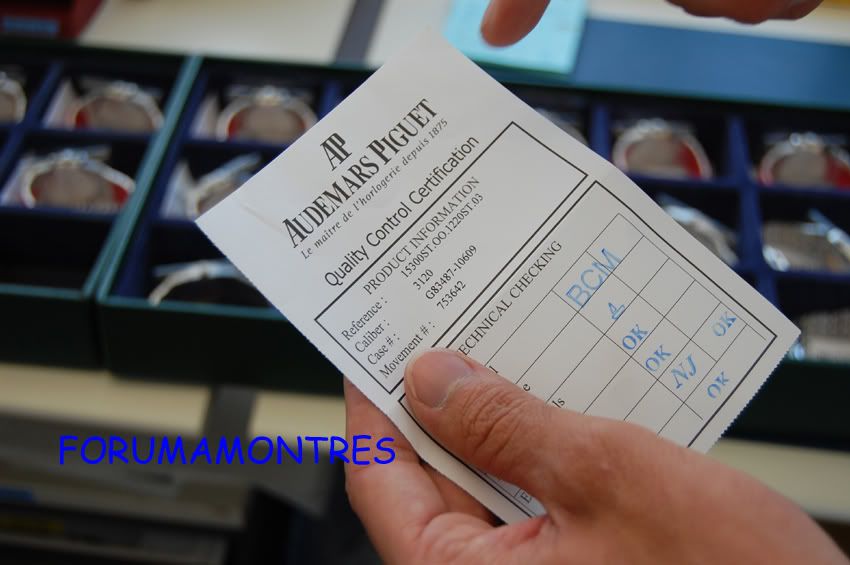 AP
AUDEMARS PIGUET
Le maître de l'horlogerie depuis 1875
Quality Control Certification
PRODUCT INFORMATION
Reference : 15300ST.OO.1220ST.03
Caliber : 3120
Case # : G83487-10609
Movement # : 753642
TECHNICAL CHECKING
BCM
4
OK
OK
NJ
OK
OK
FORUMAMONTRES